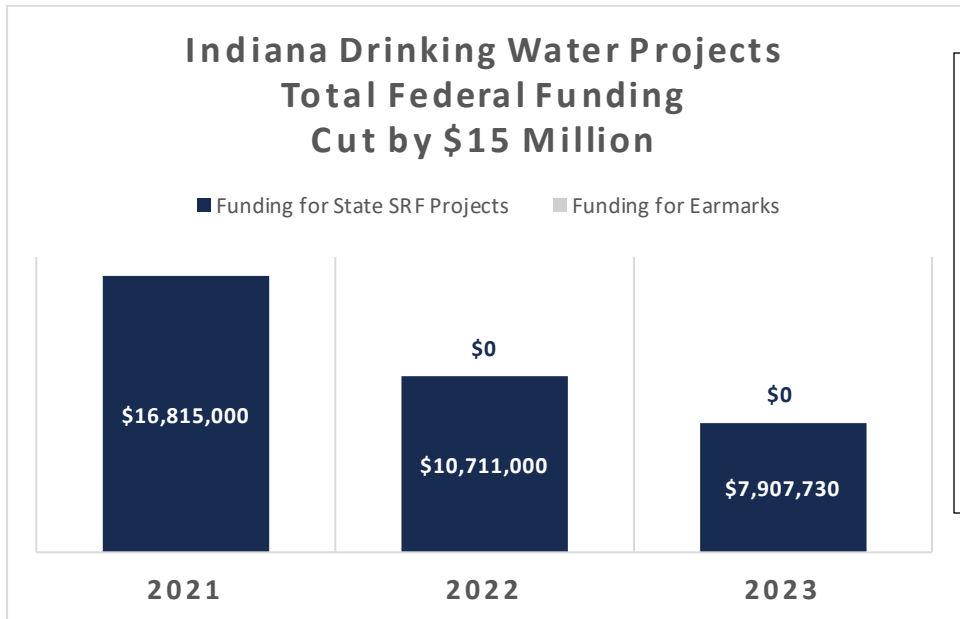 Indiana Drinking Water Projects
Total Federal Funding
Cut by $15 Million
Funding for State SRF Projects Funding for Earmarks
$16,815,000
$0
$10,711,000
$0
$7,907,730
2021 2022 2023